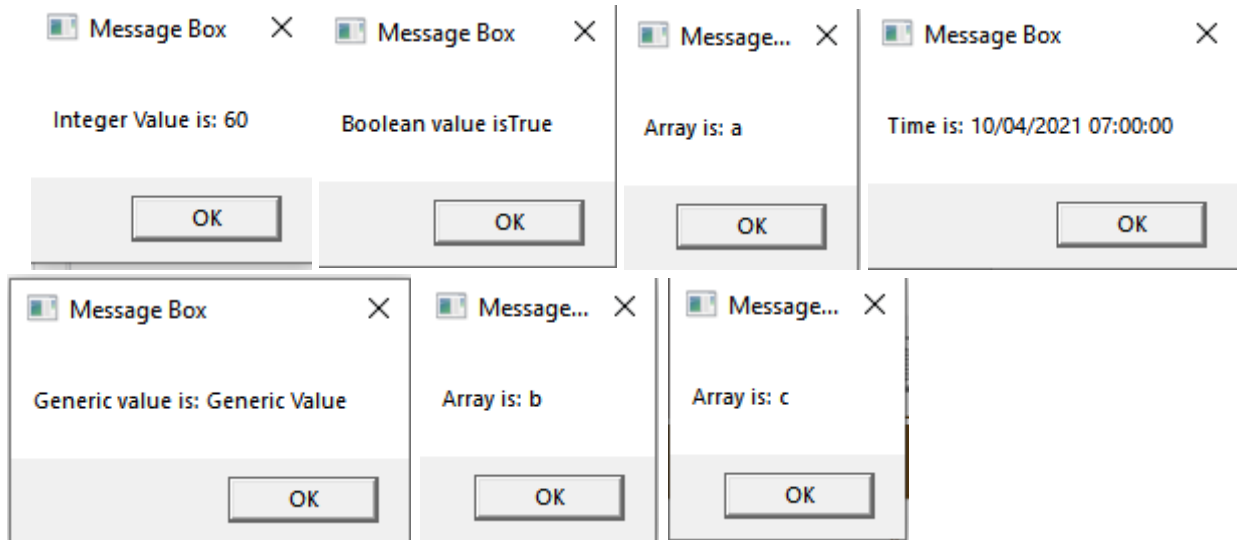 Message Box
Integer Value is: 60
OK
Message Box
Boolean value isTrue
OK
Message...
Array is: a
OK
Message Box
Time is: 10/04/2021 07:00:00
OK
Message Box
Generic value is: Generic Value
OK
Message...
Array is: b
OK
Message...
Array is: c
OK